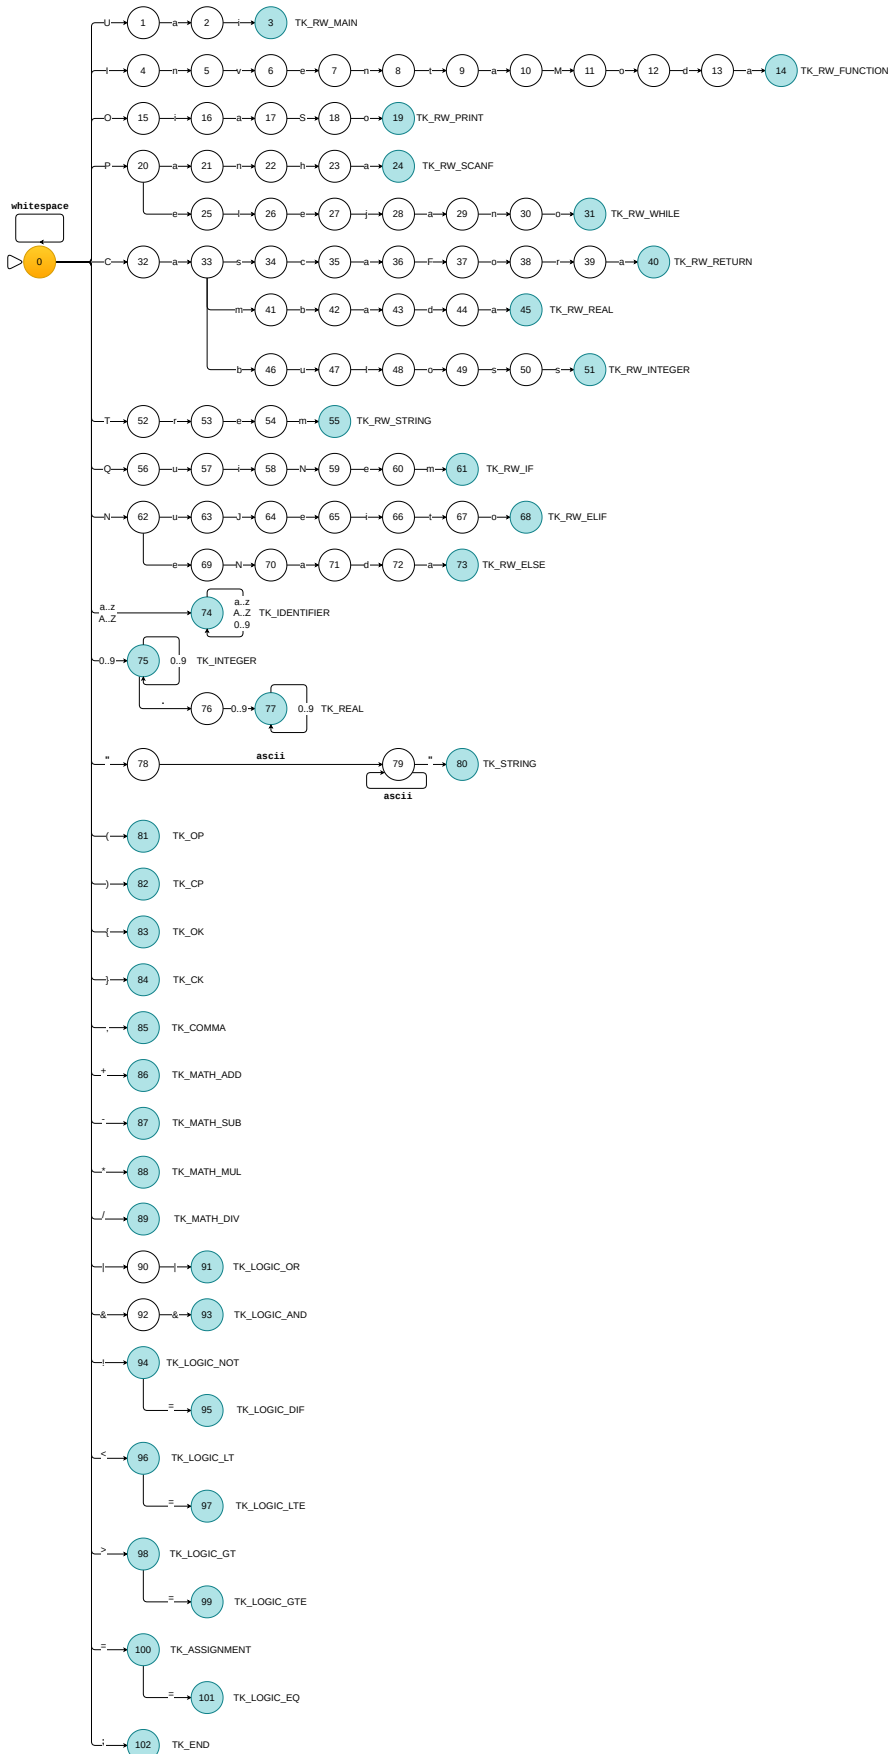 U 1 a 2 i 3 TK_RW_MAIN
I 4 n 5 v 6 e 7 n 8 t 9 a 10 M 11 o 12 d 13 a 14 TK_RW_FUNCTION
O 15 i 16 a 17 S 18 o 19 TK_RW_PRINT
P 20 a 21 n 22 h 23 a 24 TK_RW_SCANF
e 25 l 26 e 27 j 28 a 29 n 30 o 31 TK_RW_WHILE
whitespace
0 C 32 a 33 s 34 c 35 a 36 F 37 o 38 r 39 a 40 TK_RW_RETURN
m 41 b 42 a 43 d 44 a 45 TK_RW_REAL
b 46 u 47 l 48 o 49 s 50 s 51 TK_RW_INTEGER
T 52 r 53 e 54 m 55 TK_RW_STRING
Q 56 u 57 i 58 N 59 e 60 m 61 TK_RW_IF
N 62 u 63 J 64 e 65 i 66 t 67 o 68 TK_RW_ELIF
e 69 N 70 a 71 d 72 a 73 TK_RW_ELSE
a..z a..z
A..Z 74 A..Z TK_IDENTIFIER
0..9
0..9 75 0..9 TK_INTEGER
. 76 0..9 77 0..9 TK_REAL
" 78 ascii 79 " 80 TK_STRING
ascii
( 81 TK_OP
) 82 TK_CP
{ 83 TK_OK
} 84 TK_CK
, 85 TK_COMMA
+ 86 TK_MATH_ADD
- 87 TK_MATH_SUB
* 88 TK_MATH_MUL
/ 89 TK_MATH_DIV
| 90 | 91 TK_LOGIC_OR
& 92 & 93 TK_LOGIC_AND
! 94 TK_LOGIC_NOT
= 95 TK_LOGIC_DIF
< 96 TK_LOGIC_LT
= 97 TK_LOGIC_LTE
> 98 TK_LOGIC_GT
= 99 TK_LOGIC_GTE
= 100 TK_ASSIGNMENT
= 101 TK_LOGIC_EQ
; 102 TK_END